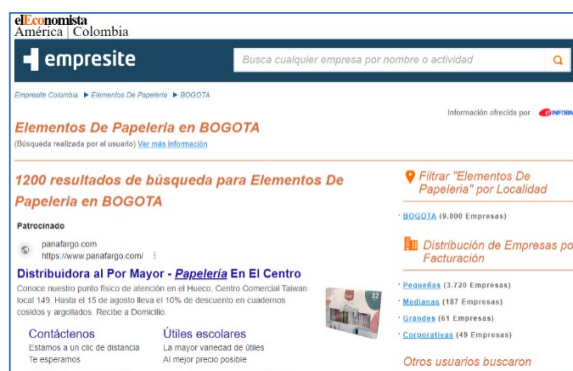 elEconomista
América | Colombia
empresite
Busca cualquier empresa por nombre o actividad
Empresite Colombia ▶ Elementos De Papeleria ▶ BOGOTA
Información ofrecida por
Elementos De Papeleria en BOGOTA
(Búsqueda realizada por el usuario) Ver más información
1200 resultados de búsqueda para Elementos De
Papeleria en BOGOTA
Patrocinado
panafargo.com
https://www.panafargo.com/
Distribuidora al Por Mayor - Papelería En El Centro
Conoce nuestro punto físico de atención en el Hueco, Centro Comercial Taiwan
local 149. Hasta el 15 de agosto lleva el 10% de descuento en cuadernos
cosidos y argollados. Recibe a Domicilio.
Contáctenos
Estamos a un clic de distancia
Te esperamos
Útiles escolares
La mayor variedad de útiles
Al mejor precio posible
Filtrar "Elementos De
Papeleria" por Localidad
BOGOTA (9.800 Empresas)
Distribución de Empresas po
Facturación
Pequeñas (3.720 Empresas)
Medianas (187 Empresas)
Grandes (61 Empresas)
Corporativas (49 Empresas)
Otros usuarios buscaron